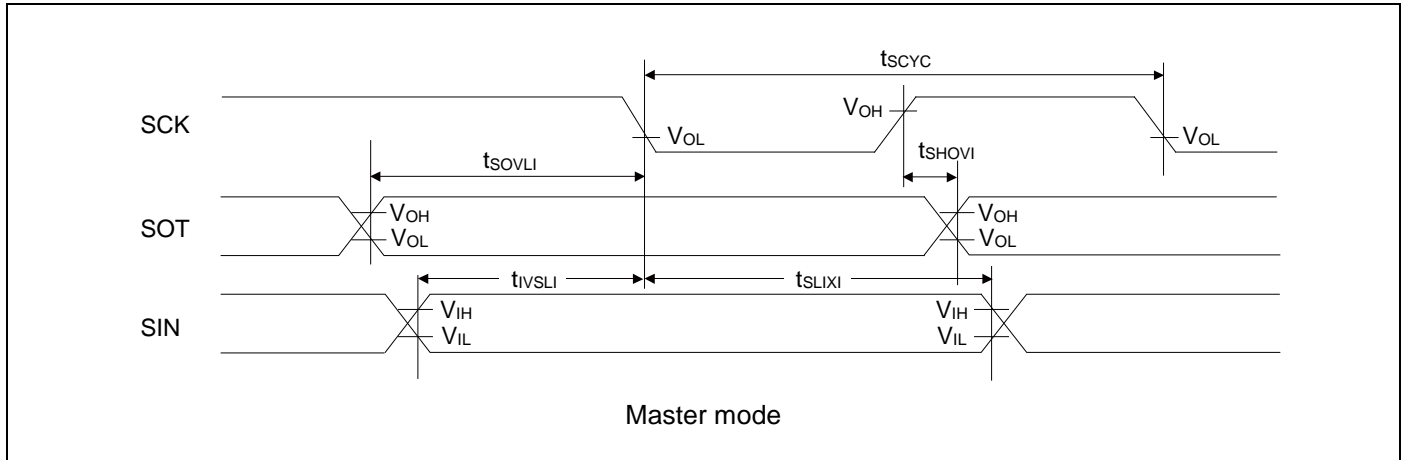 tSCYC
SCK
VOH
VOL
VOL
tSHOVI
tSOVLI
SOT
VOH
VOL
VOH
VOL
tIVSLI
tSLIXI
SIN
VIH
VIL
VIH
VIL
Master mode